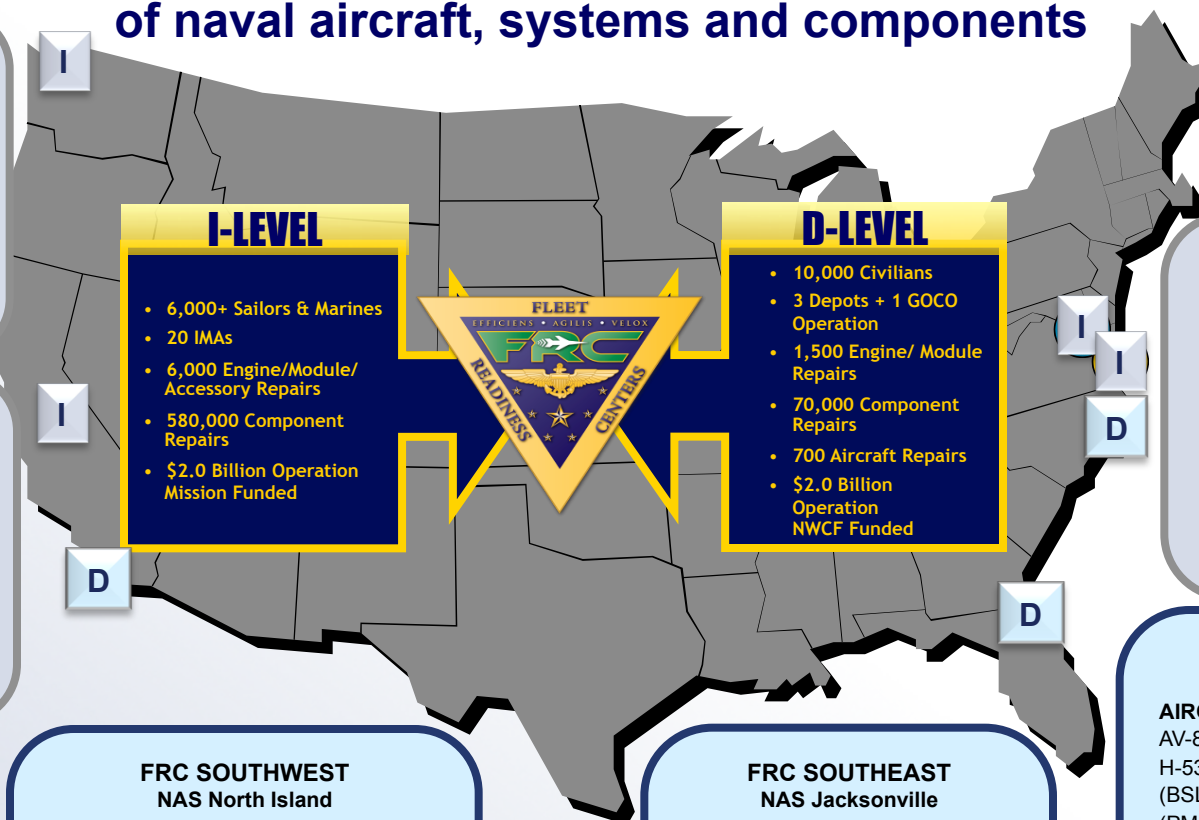 of naval aircraft, systems and components
I
I-LEVEL
• 6,000+ Sailors & Marines
• 20 IMAs
• 6,000 Engine/Module/
Accessory Repairs
• 580,000 Component
Repairs
• $2.0 Billion Operation
Mission Funded
FLEET
EFFICIENS • AGILIS • VELOX
FRC
READINESS
CENTERS
D-LEVEL
• 10,000 Civilians
• 3 Depots + 1 GOCO
Operation
• 1,500 Engine/ Module
Repairs
• 70,000 Component
Repairs
• 700 Aircraft Repairs
• $2.0 Billion
Operation
NWCF Funded
I
I
I
D
D
D
FRC SOUTHWEST
NAS North Island
FRC SOUTHEAST
NAS Jacksonville